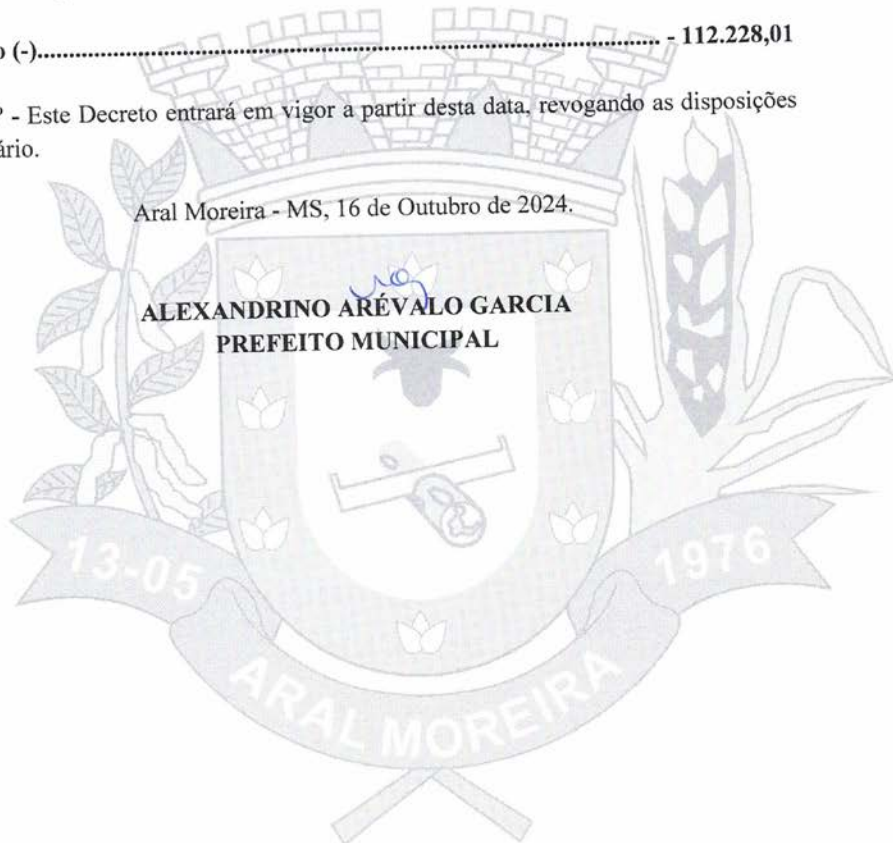 o (-)............................................................ - 112.228,01
º - Este Decreto entrará em vigor a partir desta data, revogando as disposições
ário.
Aral Moreira - MS, 16 de Outubro de 2024.
ALEXANDRINO ARÉVALO GARCIA
PREFEITO MUNICIPAL
13-05
1976
ARAL MOREIRA